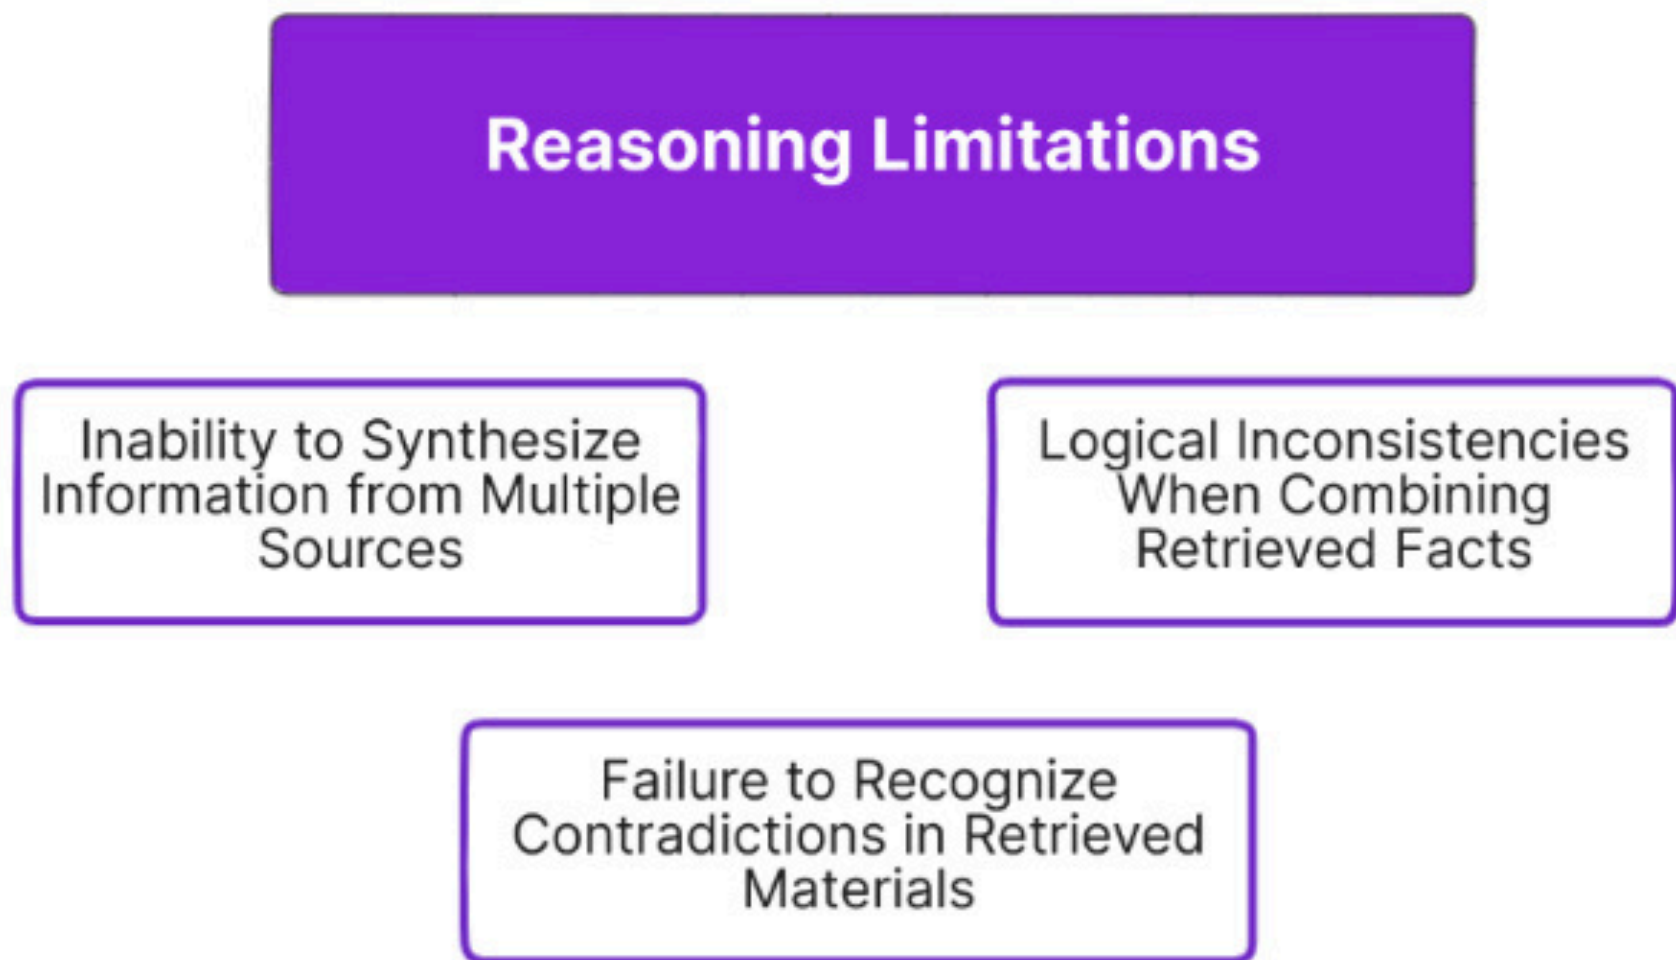 Reasoning Limitations
Inability to Synthesize
Information from Multiple
Sources
Logical Inconsistencies
When Combining
Retrieved Facts
Failure to Recognize
Contradictions in Retrieved
Materials